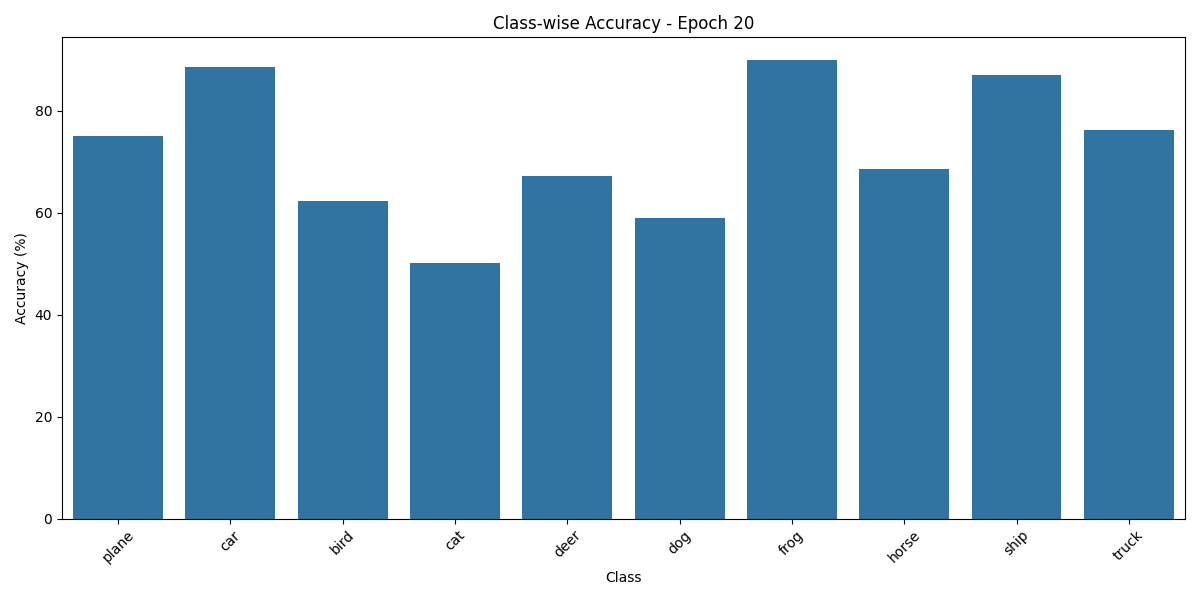 Class-wise Accuracy - Epoch 20
Accuracy (%)
80
60
40
20
0
plane car bird cat deer dog frog horse ship truck
Class